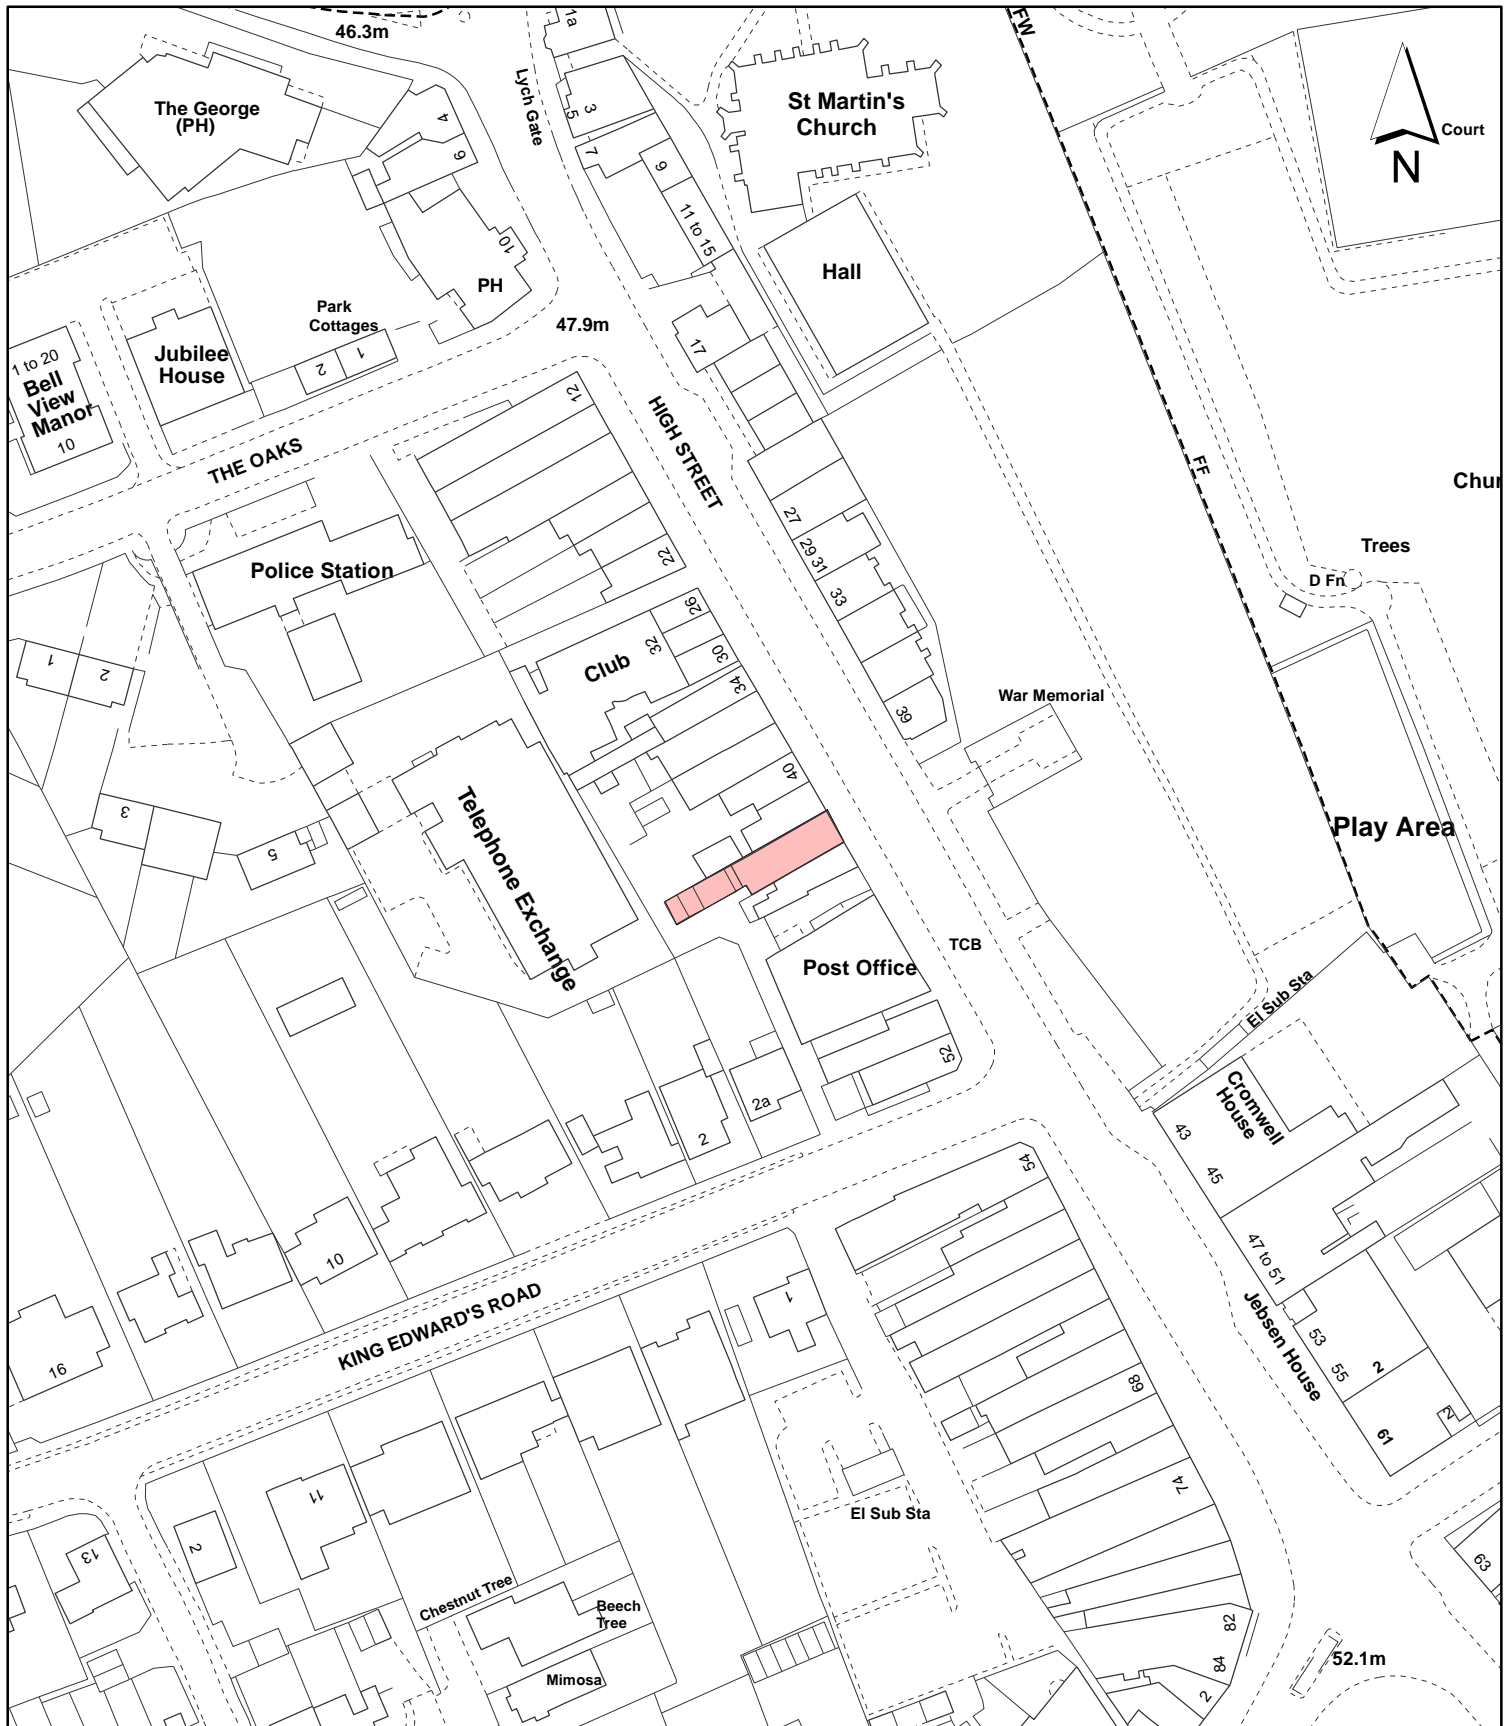 46.3m
1a
FW
Lych Gate
The George
(PH)
St Martin's
Church
N
Court
3
5
4
6
7
9
11 to 15
10
PH
Hall
Park
Cottages
47.9m
1
2
17
Jubilee
House
1 to 20
Bell
View
Manor
10
12
HIGH STREET
THE OAKS
FF
Chur
27
29
31
33
22
Trees
Police Station
D Fn
26
32
30
Club
34
1
2
39
War Memorial
40
Telephone Exchange
3
5
Play Area
TCB
Post Office
El Sub Sta
52
Cromwell
House
2a
2
43
45
54
10
47 to 51
1
KING EDWARD'S ROAD
Jebsen House
53
55
2
16
68
2
61
74
11
El Sub Sta
2
13
63
Chestnut Tree
Beech
Tree
82
84
52.1m
Mimosa
2